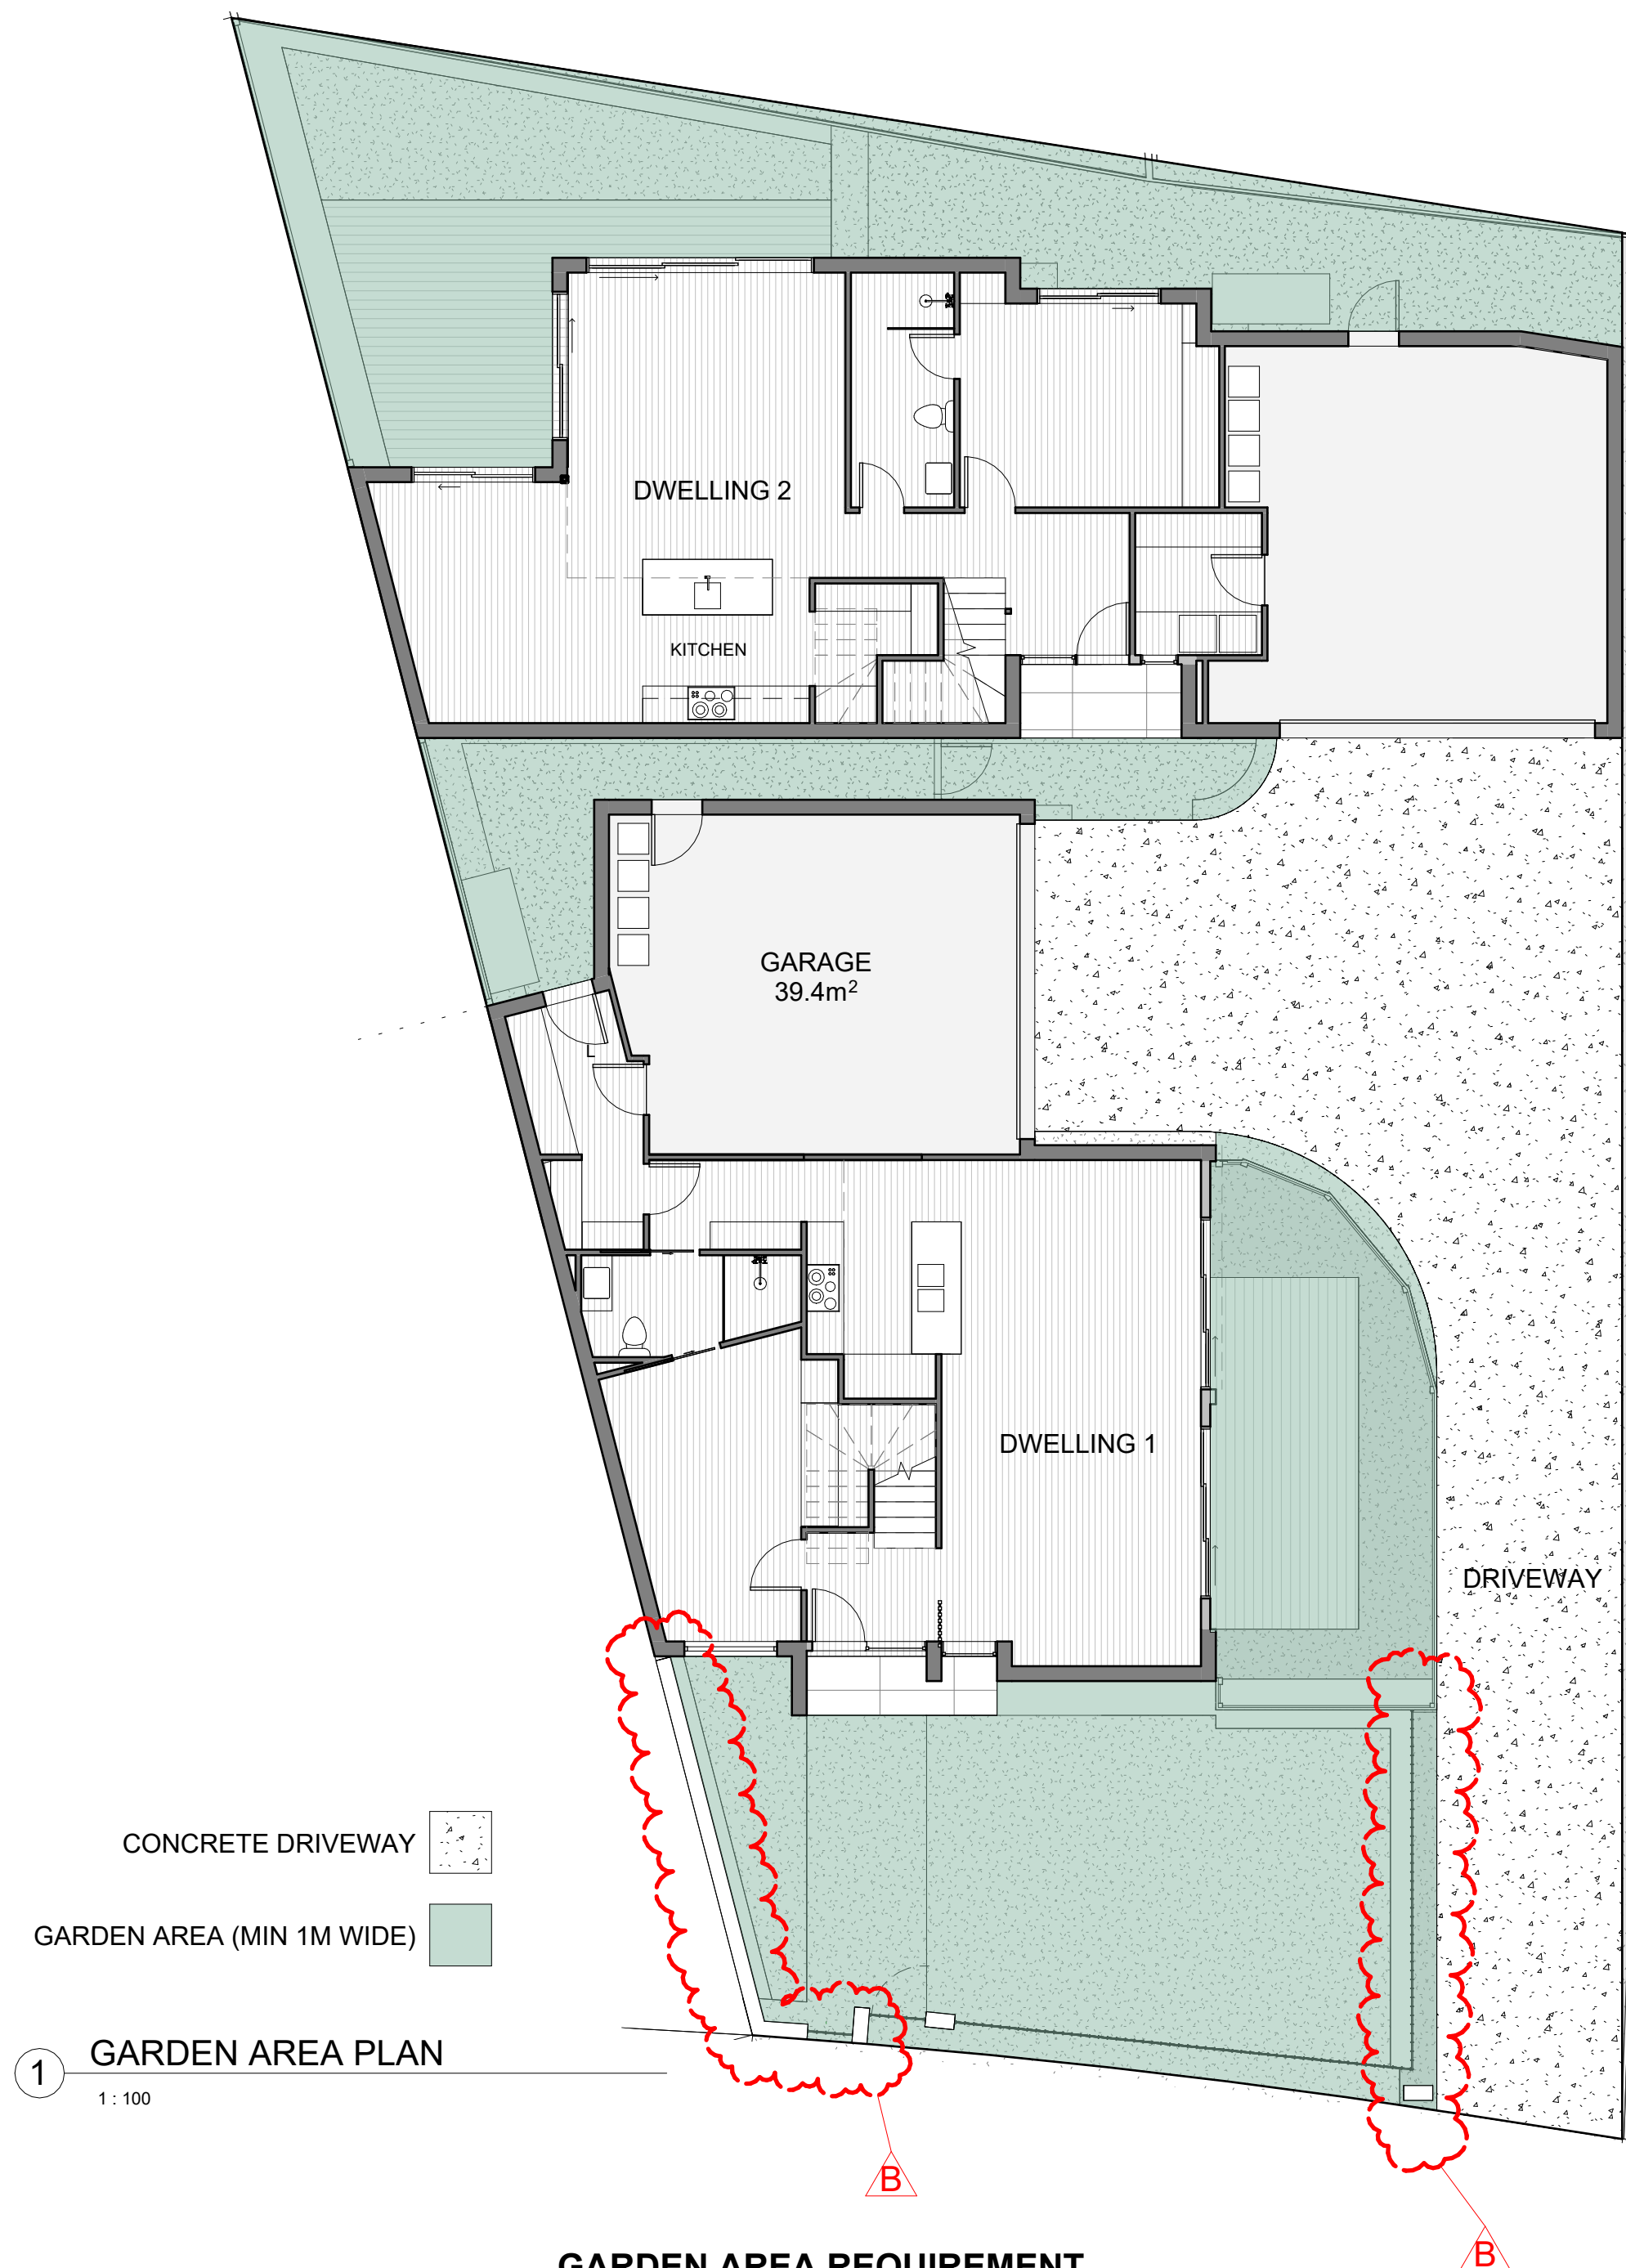 DWELLING 2
KITCHEN
GARAGE
39.4m²
L
DWELLING 1
DRIVEWAY
CONCRETE DRIVEWAY
GARDEN AREA (MIN 1M WIDE)
1
GARDEN AREA PLAN
1 : 100
B
B
GARDEN AREA REQUIREMENT